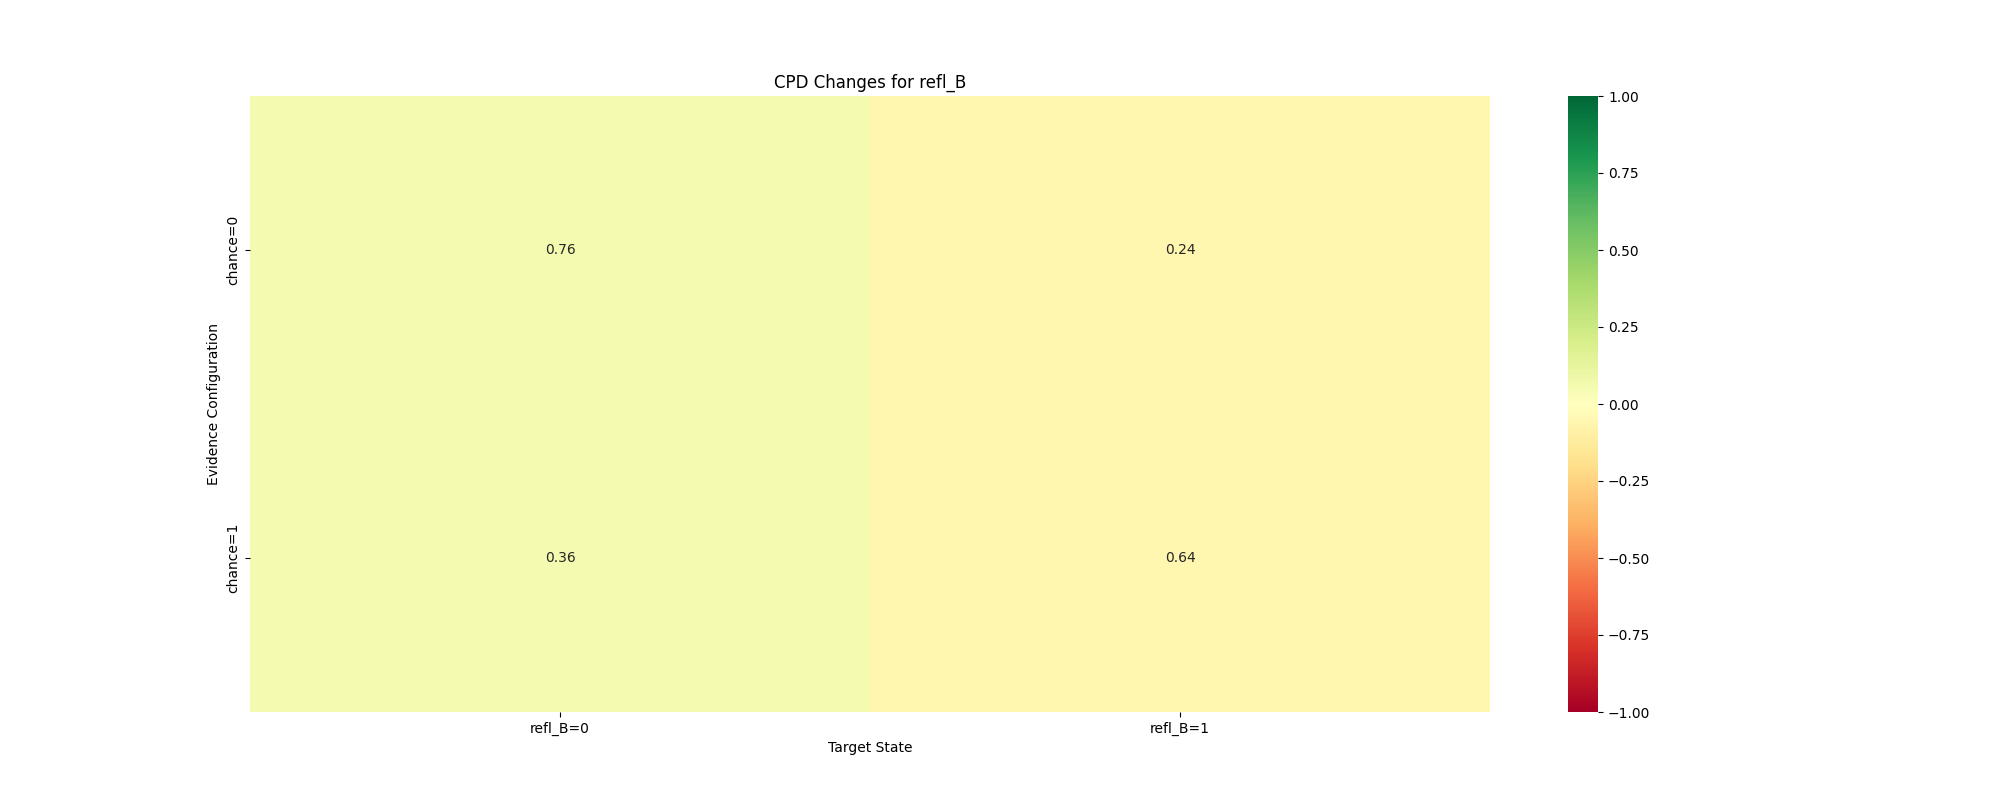 CPD Changes for refl_B
Evidence Configuration
chance=0
0.76
0.24
chance=1
0.36
0.64
refl_B=0
refl_B=1
Target State
1.00
0.75
0.50
0.25
0.00
−0.25
−0.50
−0.75
−1.00